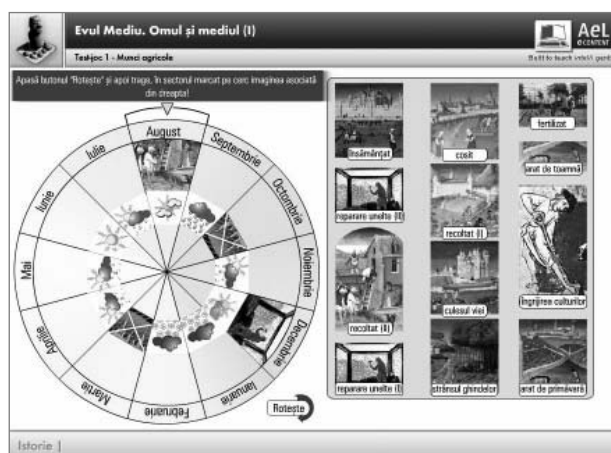 Evul Mediu. Omul și mediul (I)
AeL
eCONTENT
Test-joc 1 - Munci agricole
Apasă butonul "Rotește" și apoi trage, în sectorul marcat pe cerc imaginea asociată
din dreapta!
August
Septembrie
Octombrie
Noiembrie
Decembrie
Ianuarie
Februarie
Martie
Aprilie
Mai
Iunie
Iulie
Rotește
însămânțat
cosit
fertilizat
arat de toamnă
reparare unelte (II)
recoltat (I)
îngrijirea culturilor
recoltat (II)
culesul viei
reparare unelte (I)
strânsul ghindelor
arat de primăvară
Istorie